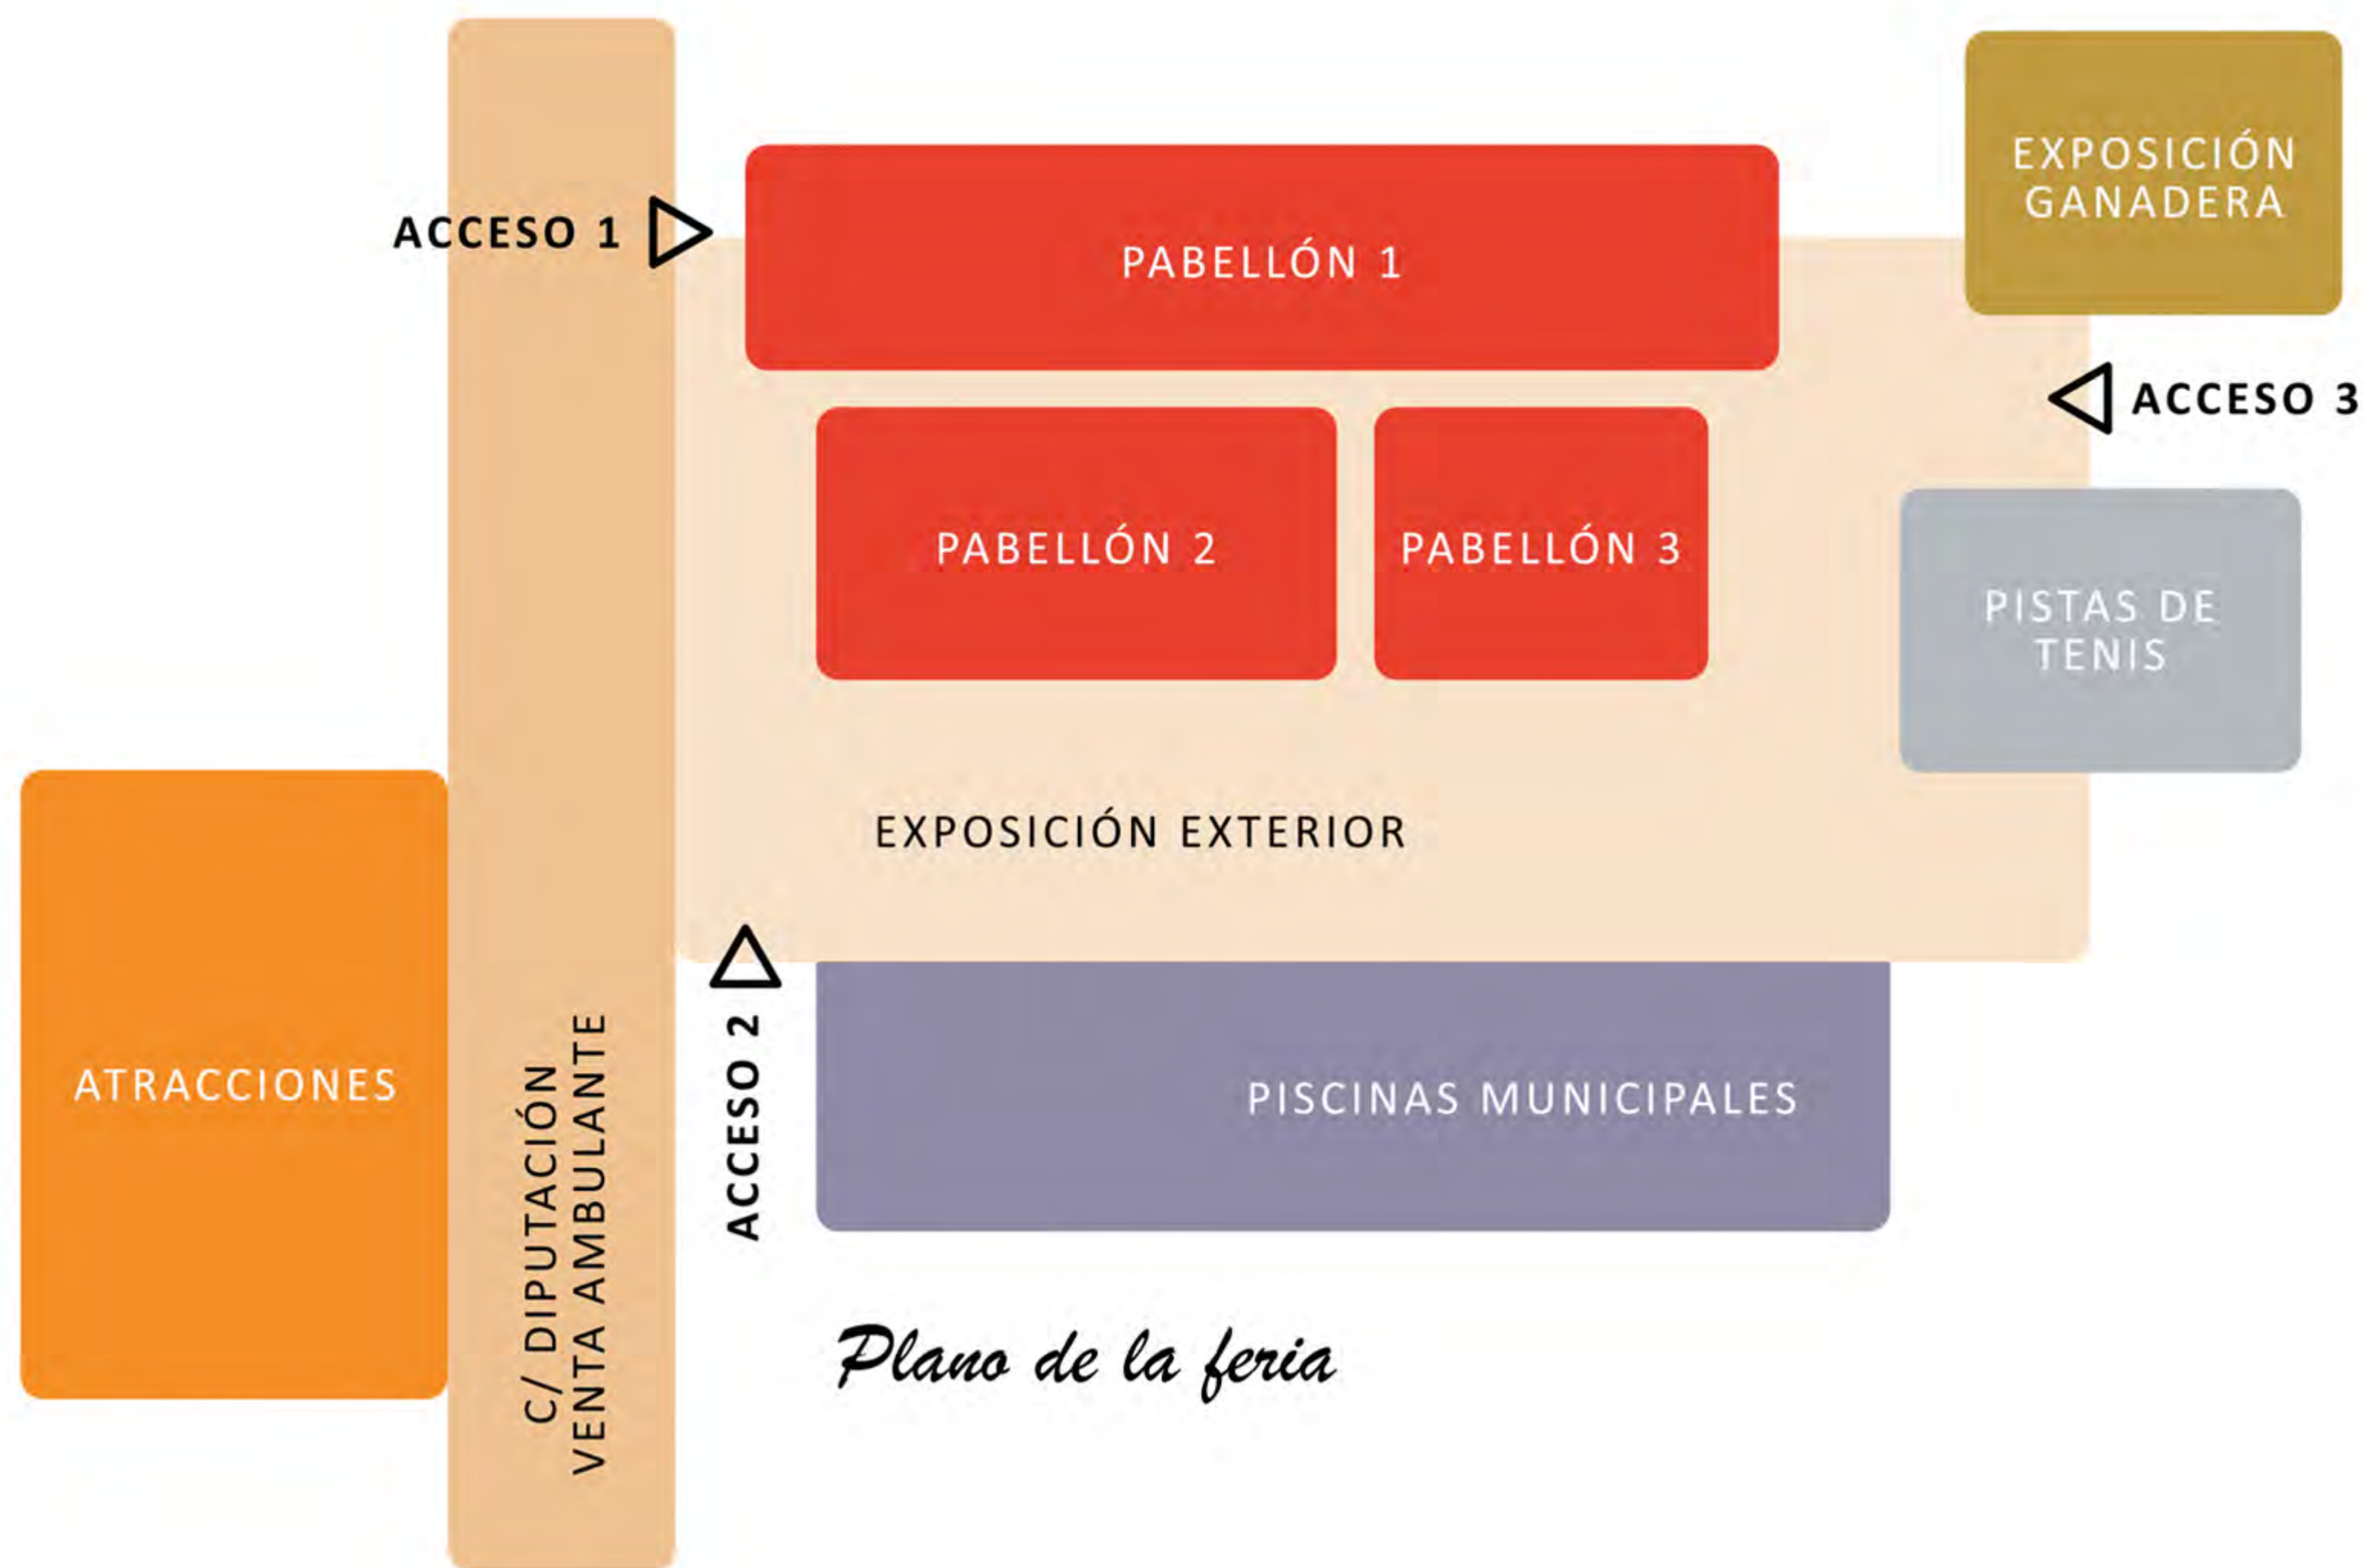 EXPOSICIÓN
GANADERA
ACCESO 1
PABELLÓN 1
ACCESO 3
PABELLÓN 2
PABELLÓN 3
PISTAS DE
TENIS
EXPOSICIÓN EXTERIOR
ATRACCIONES
C/ DIPUTACIÓN
VENTA AMBULANTE
ACCESO 2
PISCINAS MUNICIPALES
Plano de la feria